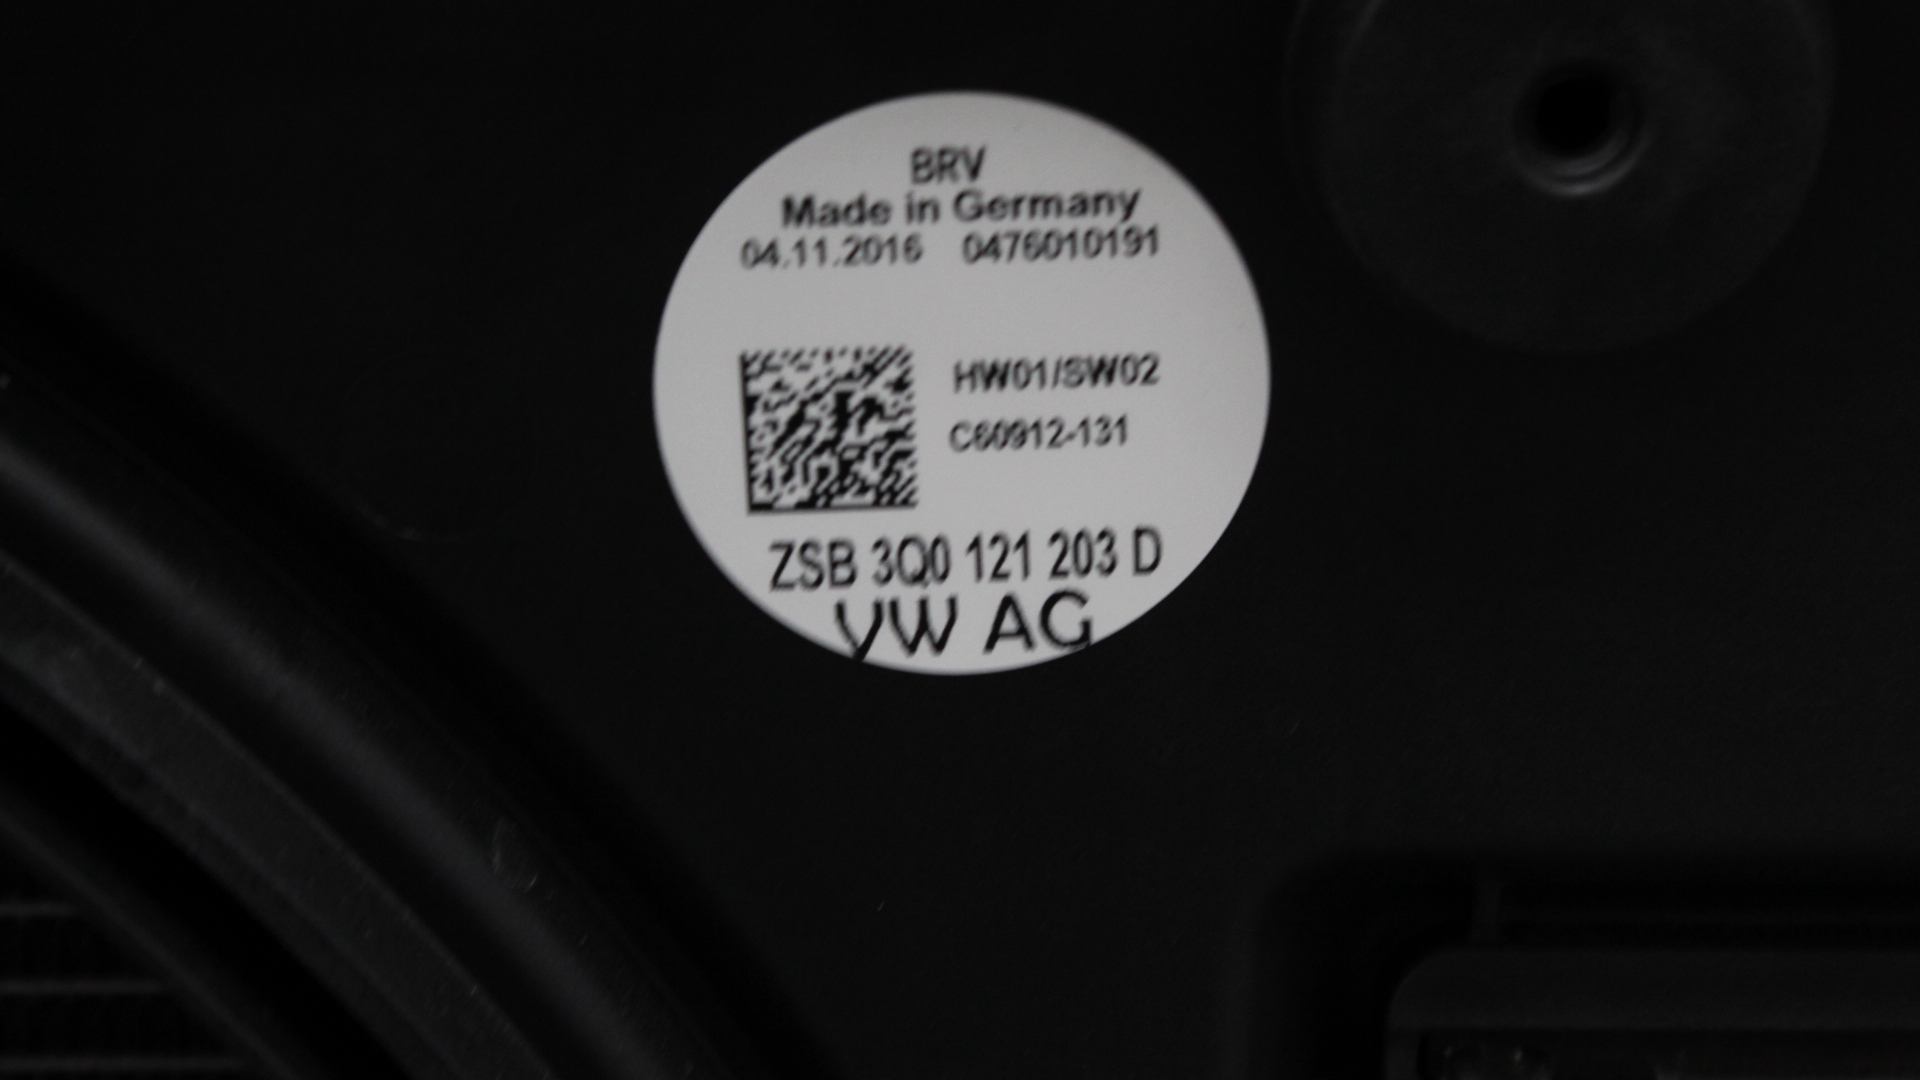 BRV
Made in Germany
04.11.2016 0476010191
HW01/SW02
C60912-131
ZSB 3Q0 121 203 D
VW AG